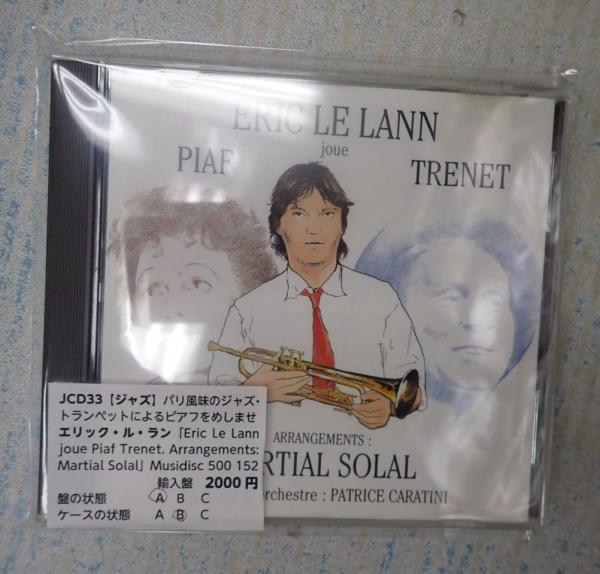 ERIC LE LANN
joue
PIAF
TRENET
ARRANGEMENTS :
RTIAL SOLAL
orchestre : PATRICE CARATINI
JCD33【ジャズ】パリ風味のジャズ・
トランペットによるピアフをめしませ
エリック・ル・ラン「Eric Le Lann
joue Piaf Trenet. Arrangements:
Martial Solal」Musidisc 500 152
輸入盤 2000円
盤の状態 A B C
ケースの状態 A B C